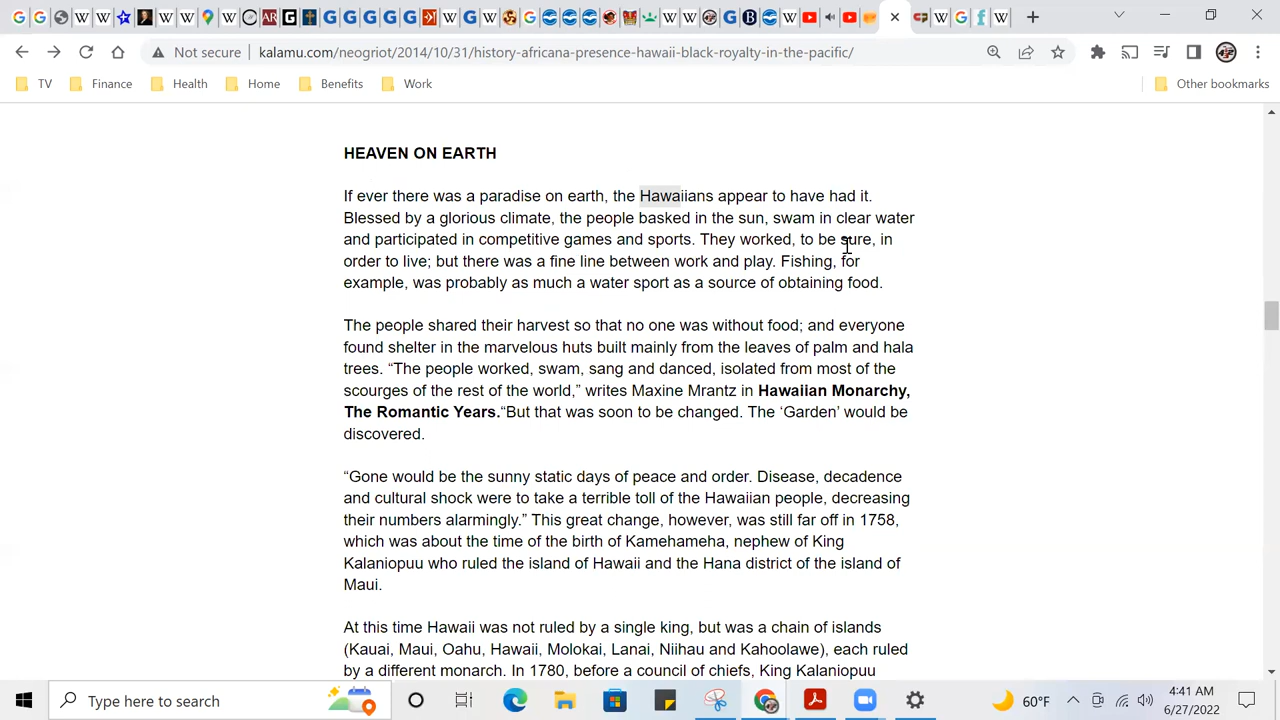 Not secure
kalamu.com/neogriot/2014/10/31/history-africana-presence-hawaii-black-royalty-in-the-pacific/
TV
Finance
Health
Home
Benefits
Work
Other bookmarks
HEAVEN ON EARTH
If ever there was a paradise on earth, the Hawaiians appear to have had it.
Blessed by a glorious climate, the people basked in the sun, swam in clear water
and participated in competitive games and sports. They worked, to be sure, in
order to live; but there was a fine line between work and play. Fishing, for
example, was probably as much a water sport as a source of obtaining food.
The people shared their harvest so that no one was without food; and everyone
found shelter in the marvelous huts built mainly from the leaves of palm and hala
trees. “The people worked, swam, sang and danced, isolated from most of the
scourges of the rest of the world,” writes Maxine Mrantz in Hawaiian Monarchy,
The Romantic Years.“But that was soon to be changed. The ‘Garden’ would be
discovered.
“Gone would be the sunny static days of peace and order. Disease, decadence
and cultural shock were to take a terrible toll of the Hawaiian people, decreasing
their numbers alarmingly.” This great change, however, was still far off in 1758,
which was about the time of the birth of Kamehameha, nephew of King
Kalaniopuu who ruled the island of Hawaii and the Hana district of the island of
Maui.
At this time Hawaii was not ruled by a single king, but was a chain of islands
(Kauai, Maui, Oahu, Hawaii, Molokai, Lanai, Niihau and Kahoolawe), each ruled
by a different monarch. In 1780, before a council of chiefs, King Kalaniopuu
Type here to search
60°F
4:41 AM
6/27/2022